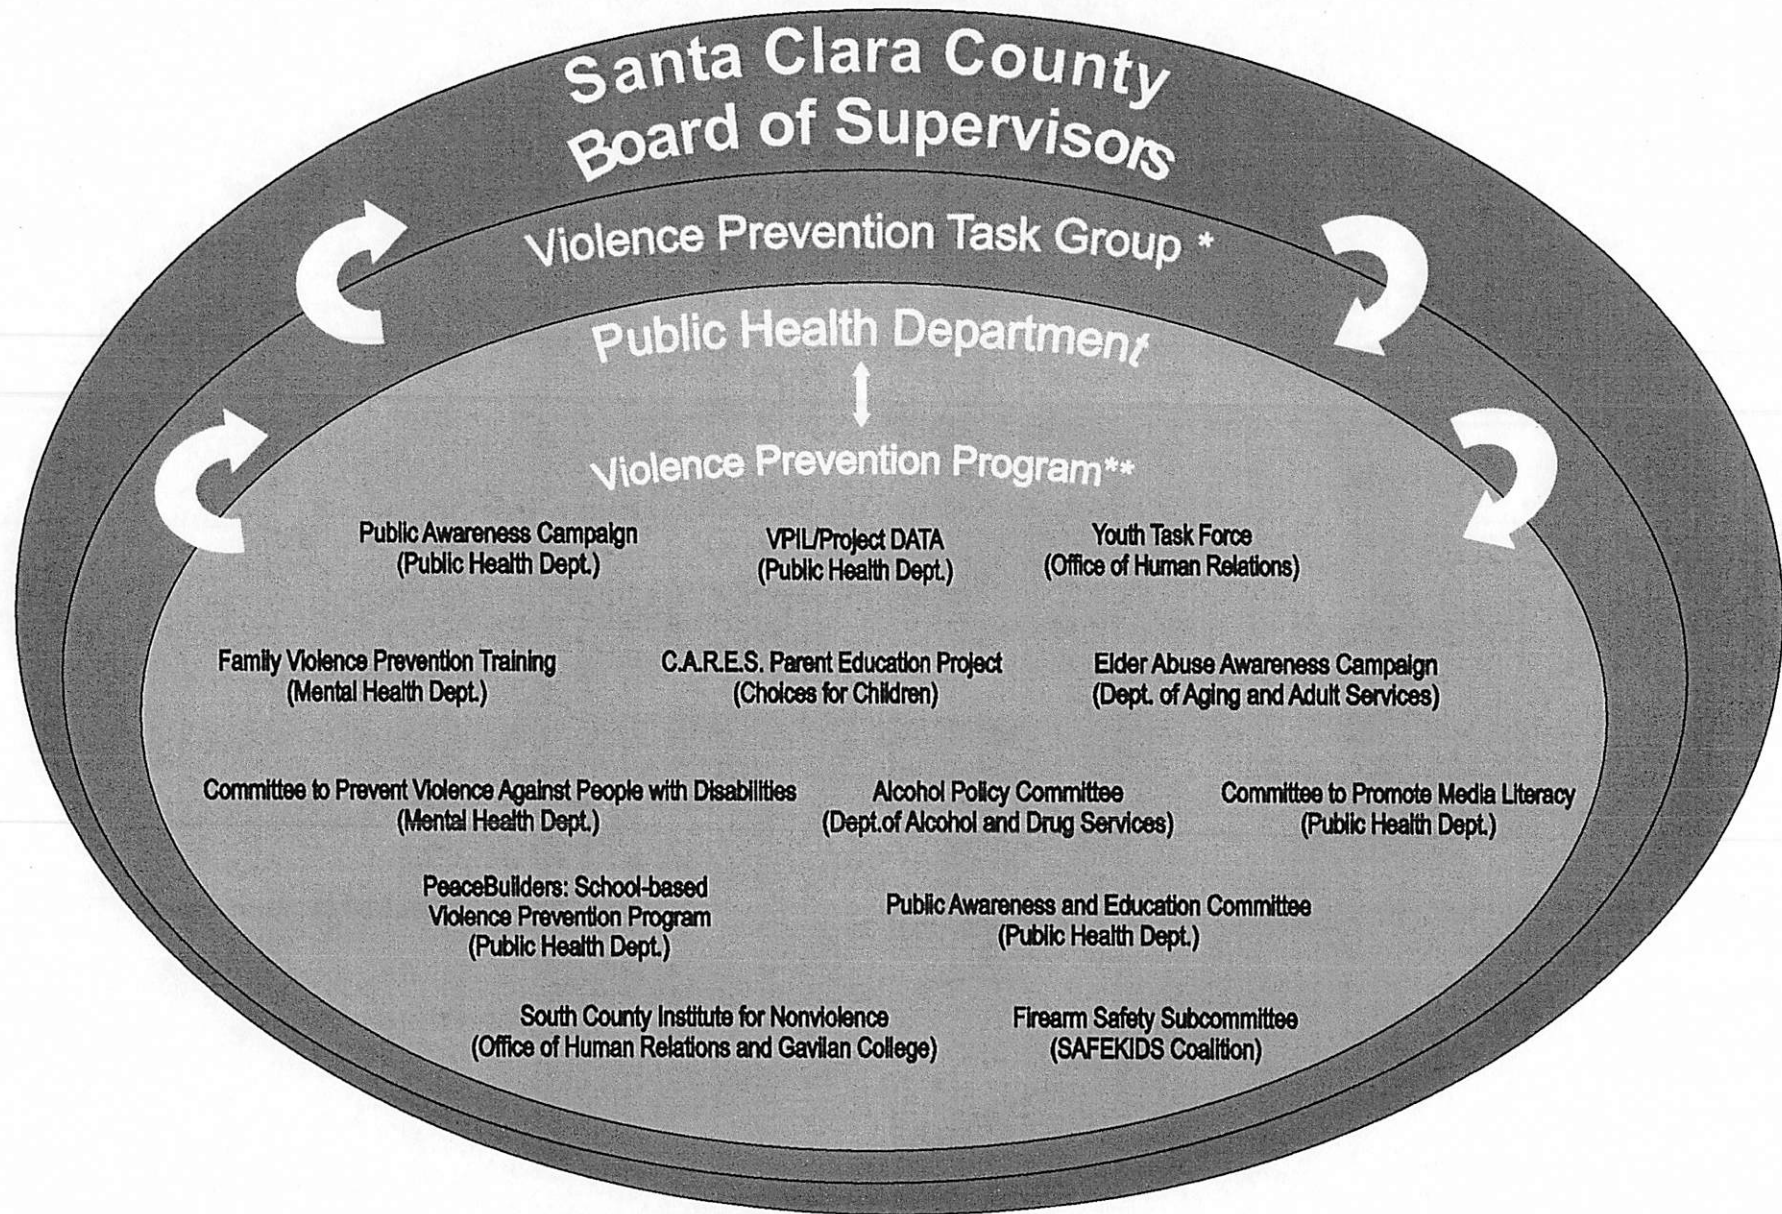 Santa Clara County
Board of Supervisors
Violence Prevention Task Group *
Public Health Department
Violence Prevention Program**
Public Awareness Campaign
(Public Health Dept.)
VPIL/Project DATA
(Public Health Dept.)
Youth Task Force
(Office of Human Relations)
Family Violence Prevention Training
(Mental Health Dept.)
C.A.R.E.S. Parent Education Project
(Choices for Children)
Elder Abuse Awareness Campaign
(Dept. of Aging and Adult Services)
Committee to Prevent Violence Against People with Disabilities
(Mental Health Dept.)
Alcohol Policy Committee
(Dept.of Alcohol and Drug Services)
Committee to Promote Media Literacy
(Public Health Dept.)
PeaceBuilders: School-based
Violence Prevention Program
(Public Health Dept.)
Public Awareness and Education Committee
(Public Health Dept.)
South County Institute for Nonviolence
(Office of Human Relations and Gavilan College)
Firearm Safety Subcommittee
(SAFEKIDS Coalition)